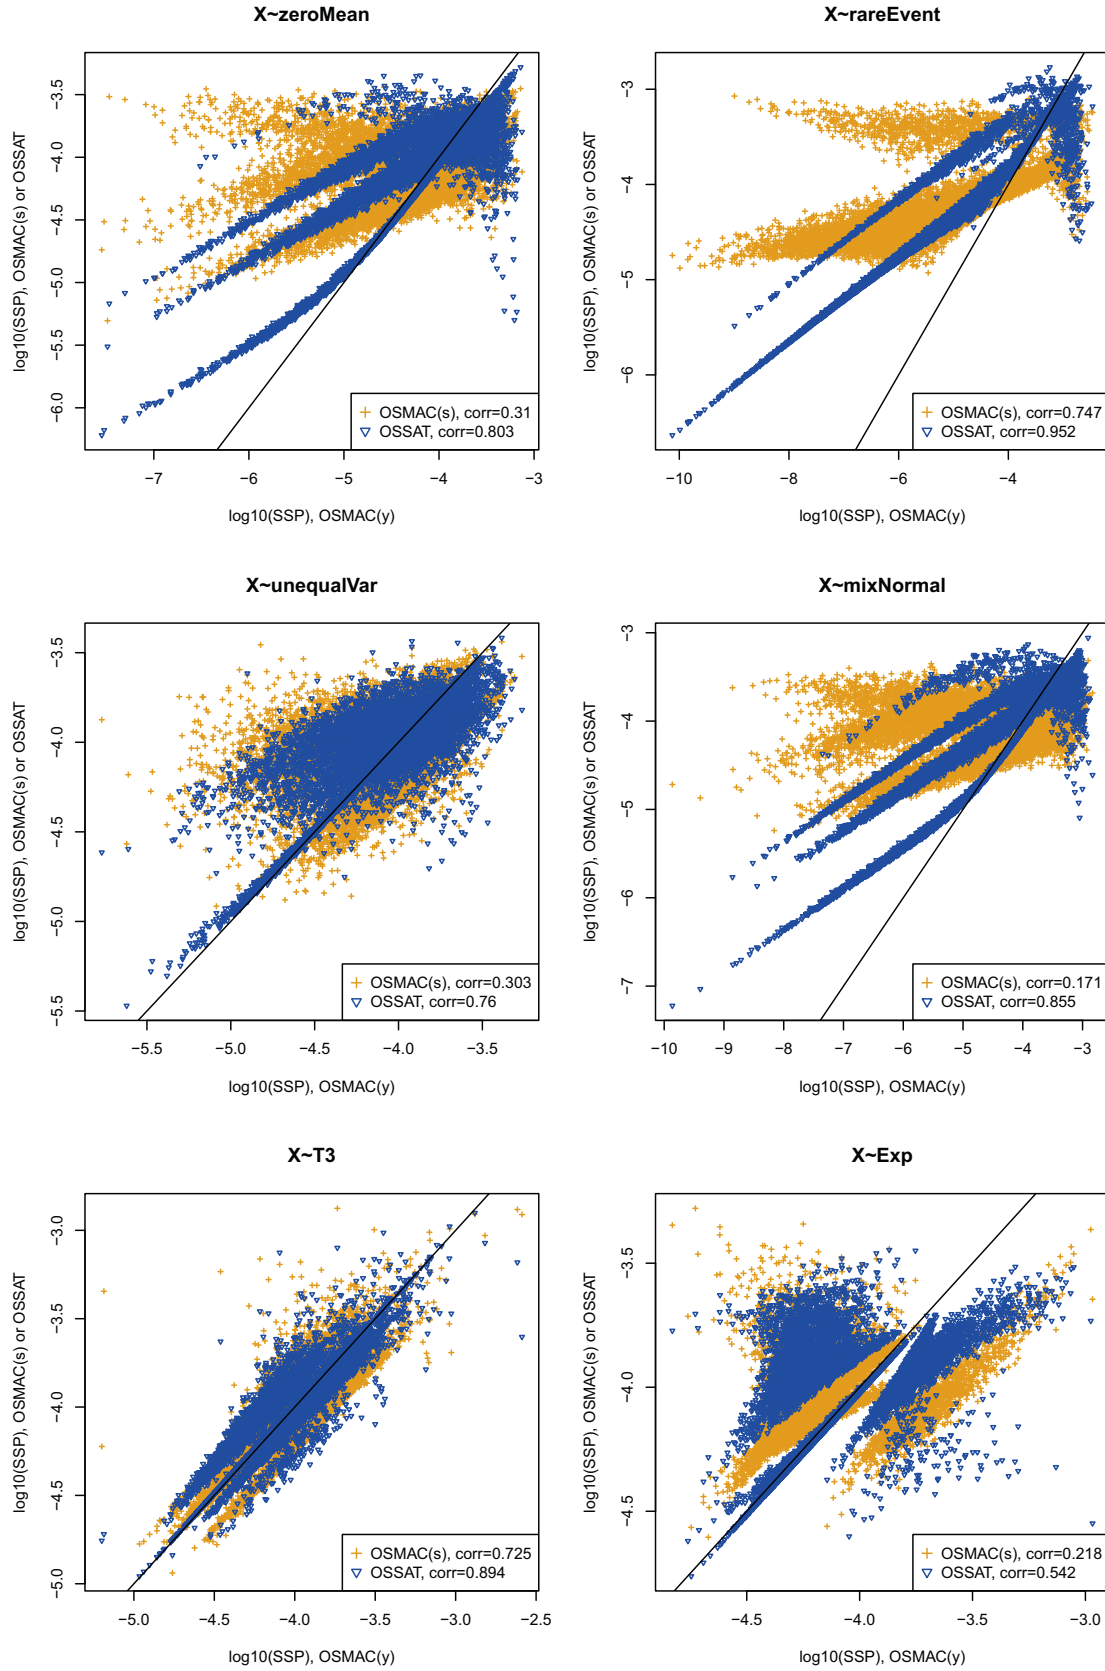 X~zeroMean
log10(SSP), OSMAC(s) or OSSAT
−3.5
−4.0
−4.5
−5.0
−5.5
−6.0
OSMAC(s), corr=0.31
OSSAT, corr=0.803
−7 −6 −5 −4 −3
log10(SSP), OSMAC(y)
X~rareEvent
log10(SSP), OSMAC(s) or OSSAT
−3
−4
−5
−6
OSMAC(s), corr=0.747
OSSAT, corr=0.952
−10 −8 −6 −4
log10(SSP), OSMAC(y)
X~unequalVar
log10(SSP), OSMAC(s) or OSSAT
−3.5
−4.0
−4.5
−5.0
−5.5
OSMAC(s), corr=0.303
OSSAT, corr=0.76
−5.5 −5.0 −4.5 −4.0 −3.5
log10(SSP), OSMAC(y)
X~mixNormal
log10(SSP), OSMAC(s) or OSSAT
−3
−4
−5
−6
−7
OSMAC(s), corr=0.171
OSSAT, corr=0.855
−10 −9 −8 −7 −6 −5 −4 −3
log10(SSP), OSMAC(y)
X~T3
log10(SSP), OSMAC(s) or OSSAT
−3.0
−3.5
−4.0
−4.5
−5.0
OSMAC(s), corr=0.725
OSSAT, corr=0.894
−5.0 −4.5 −4.0 −3.5 −3.0 −2.5
log10(SSP), OSMAC(y)
X~Exp
log10(SSP), OSMAC(s) or OSSAT
−3.5
−4.0
−4.5
OSMAC(s), corr=0.218
OSSAT, corr=0.542
−4.5 −4.0 −3.5 −3.0
log10(SSP), OSMAC(y)